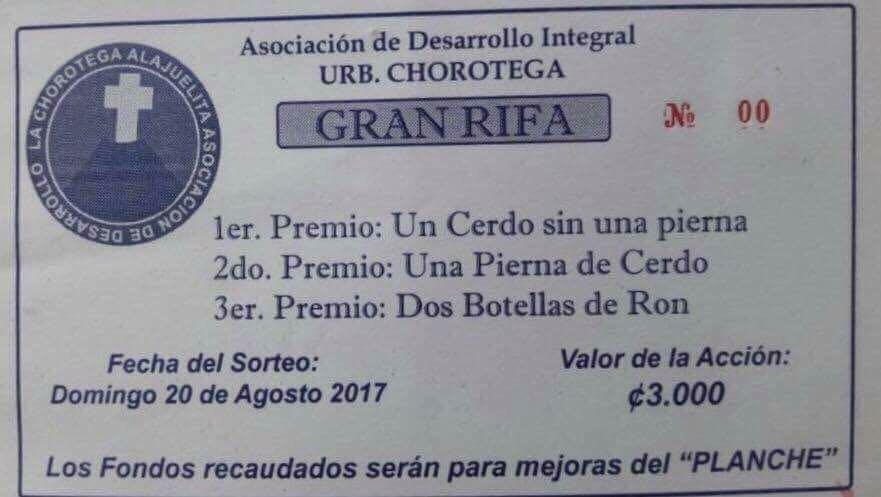 Asociación de Desarrollo Integral
URB. CHOROTEGA
GRAN RIFA
№ 00
LA CHOROTEGA ALAJUELITA ASOCIACION DE DESARROLLO
1er. Premio: Un Cerdo sin una pierna
2do. Premio: Una Pierna de Cerdo
3er. Premio: Dos Botellas de Ron
Fecha del Sorteo:
Domingo 20 de Agosto 2017
Valor de la Acción:
¢3.000
Los Fondos recaudados serán para mejoras del “PLANCHE”